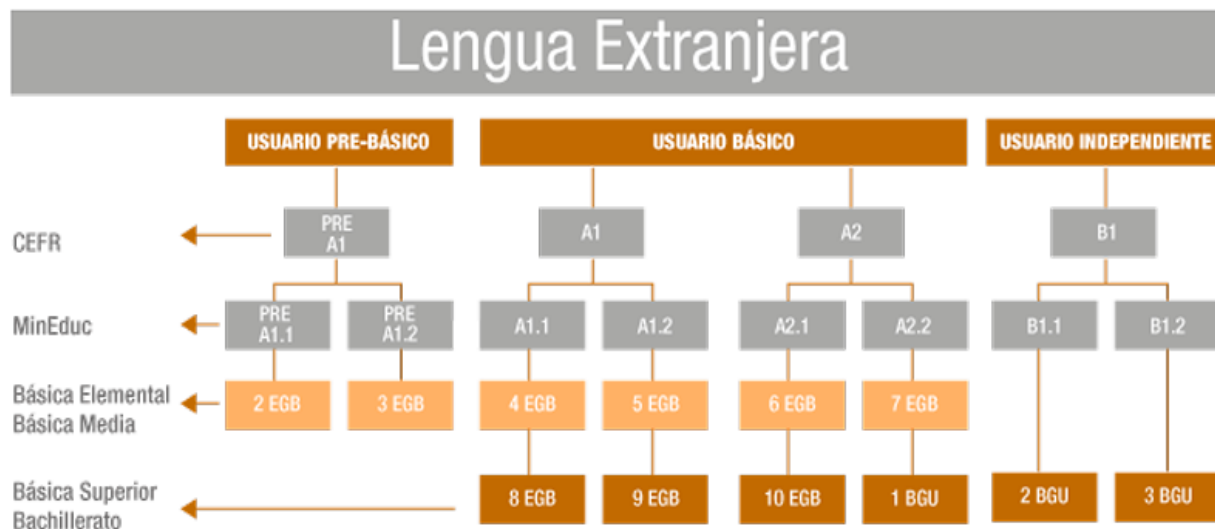 Lengua Extranjera
USUARIO PRE-BÁSICO
USUARIO BÁSICO
USUARIO INDEPENDIENTE
CEFR
PRE
A1
A1
A2
B1
MinEduc
PRE
A1.1
PRE
A1.2
A1.1
A1.2
A2.1
A2.2
B1.1
B1.2
Básica Elemental
Básica Media
2 EGB
3 EGB
4 EGB
5 EGB
6 EGB
7 EGB
Básica Superior
Bachillerato
8 EGB
9 EGB
10 EGB
1 BGU
2 BGU
3 BGU